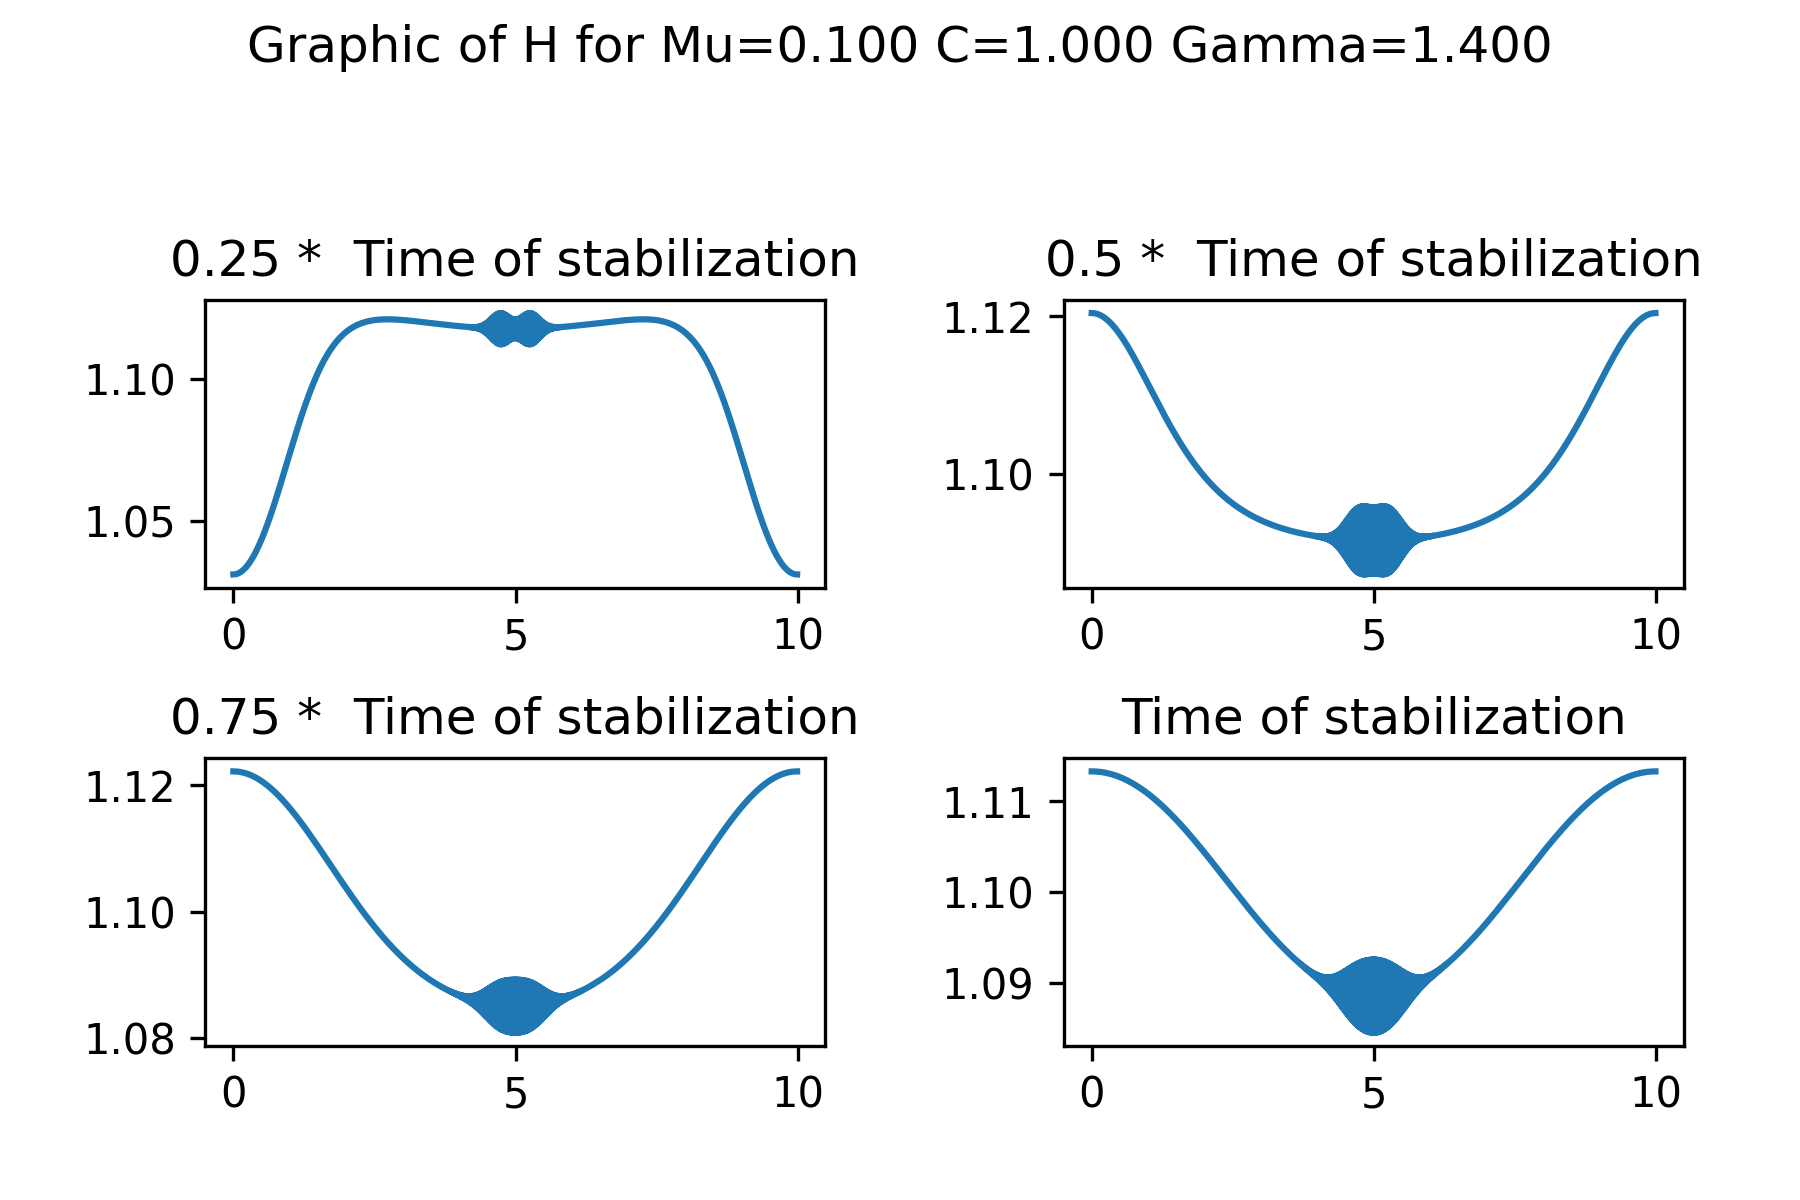 Graphic of H for Mu=0.100 C=1.000 Gamma=1.400
0.25 *  Time of stabilization
1.10
1.05
0 5 10
0.5 *  Time of stabilization
1.12
1.10
0 5 10
0.75 *  Time of stabilization
1.12
1.10
1.08
0 5 10
Time of stabilization
1.11
1.10
1.09
0 5 10